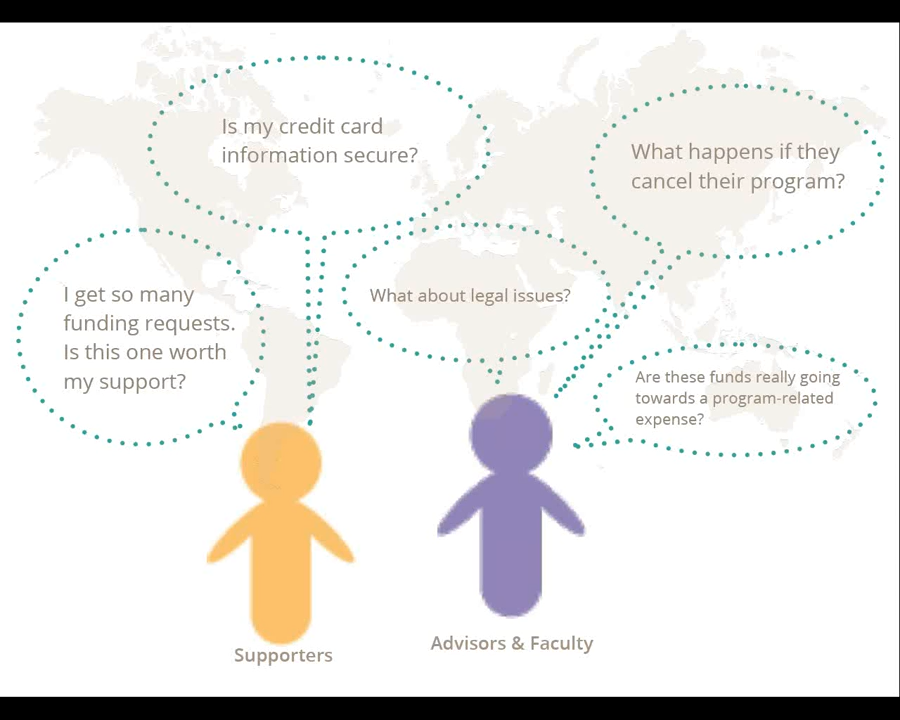 Is my credit card
information secure?
What happens if they
cancel their program?
I get so many
funding requests.
Is this one worth
my support?
What about legal issues?
Are these funds really going
towards a program-related
expense?
Supporters
Advisors & Faculty